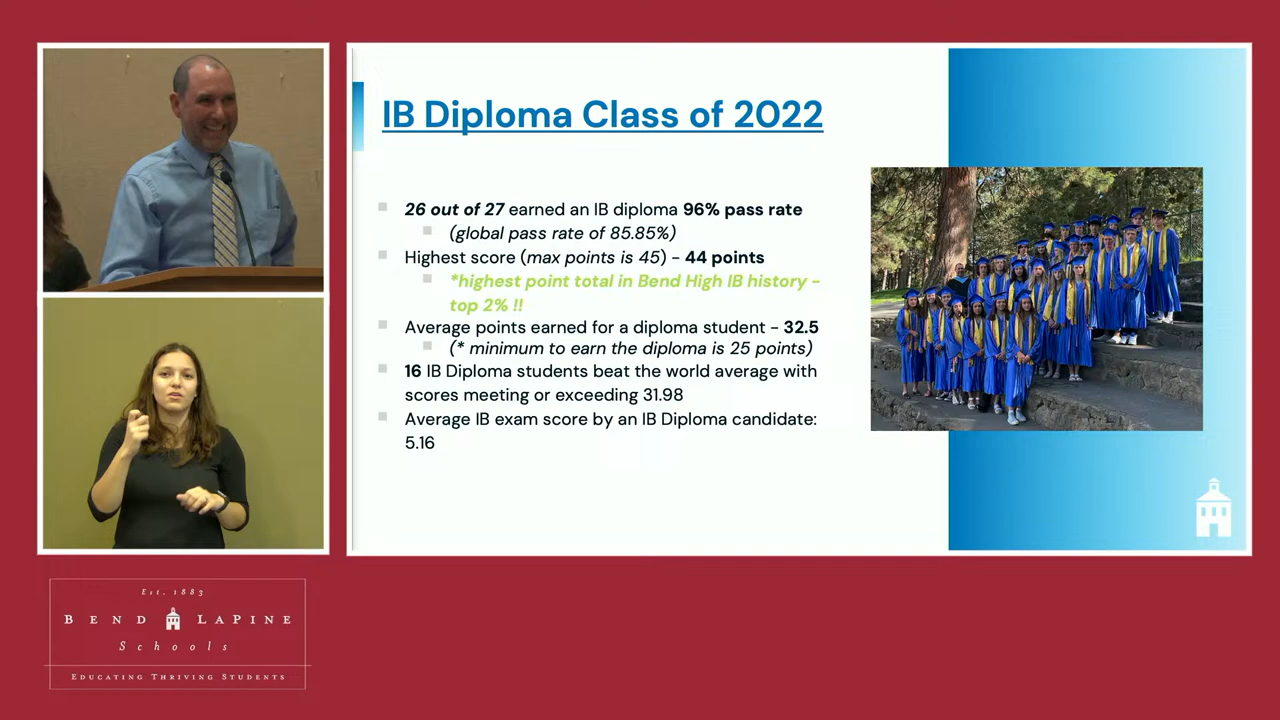 IB Diploma Class of 2022
26 out of 27 earned an IB diploma 96% pass rate
(global pass rate of 85.85%)
Highest score (max points is 45) - 44 points
*highest point total in Bend High IB history -
top 2% !!
Average points earned for a diploma student - 32.5
(* minimum to earn the diploma is 25 points)
16 IB Diploma students beat the world average with
scores meeting or exceeding 31.98
Average IB exam score by an IB Diploma candidate:
5.16
Est. 1883
BEND LAPINE
Schools
EDUCATING THRIVING STUDENTS